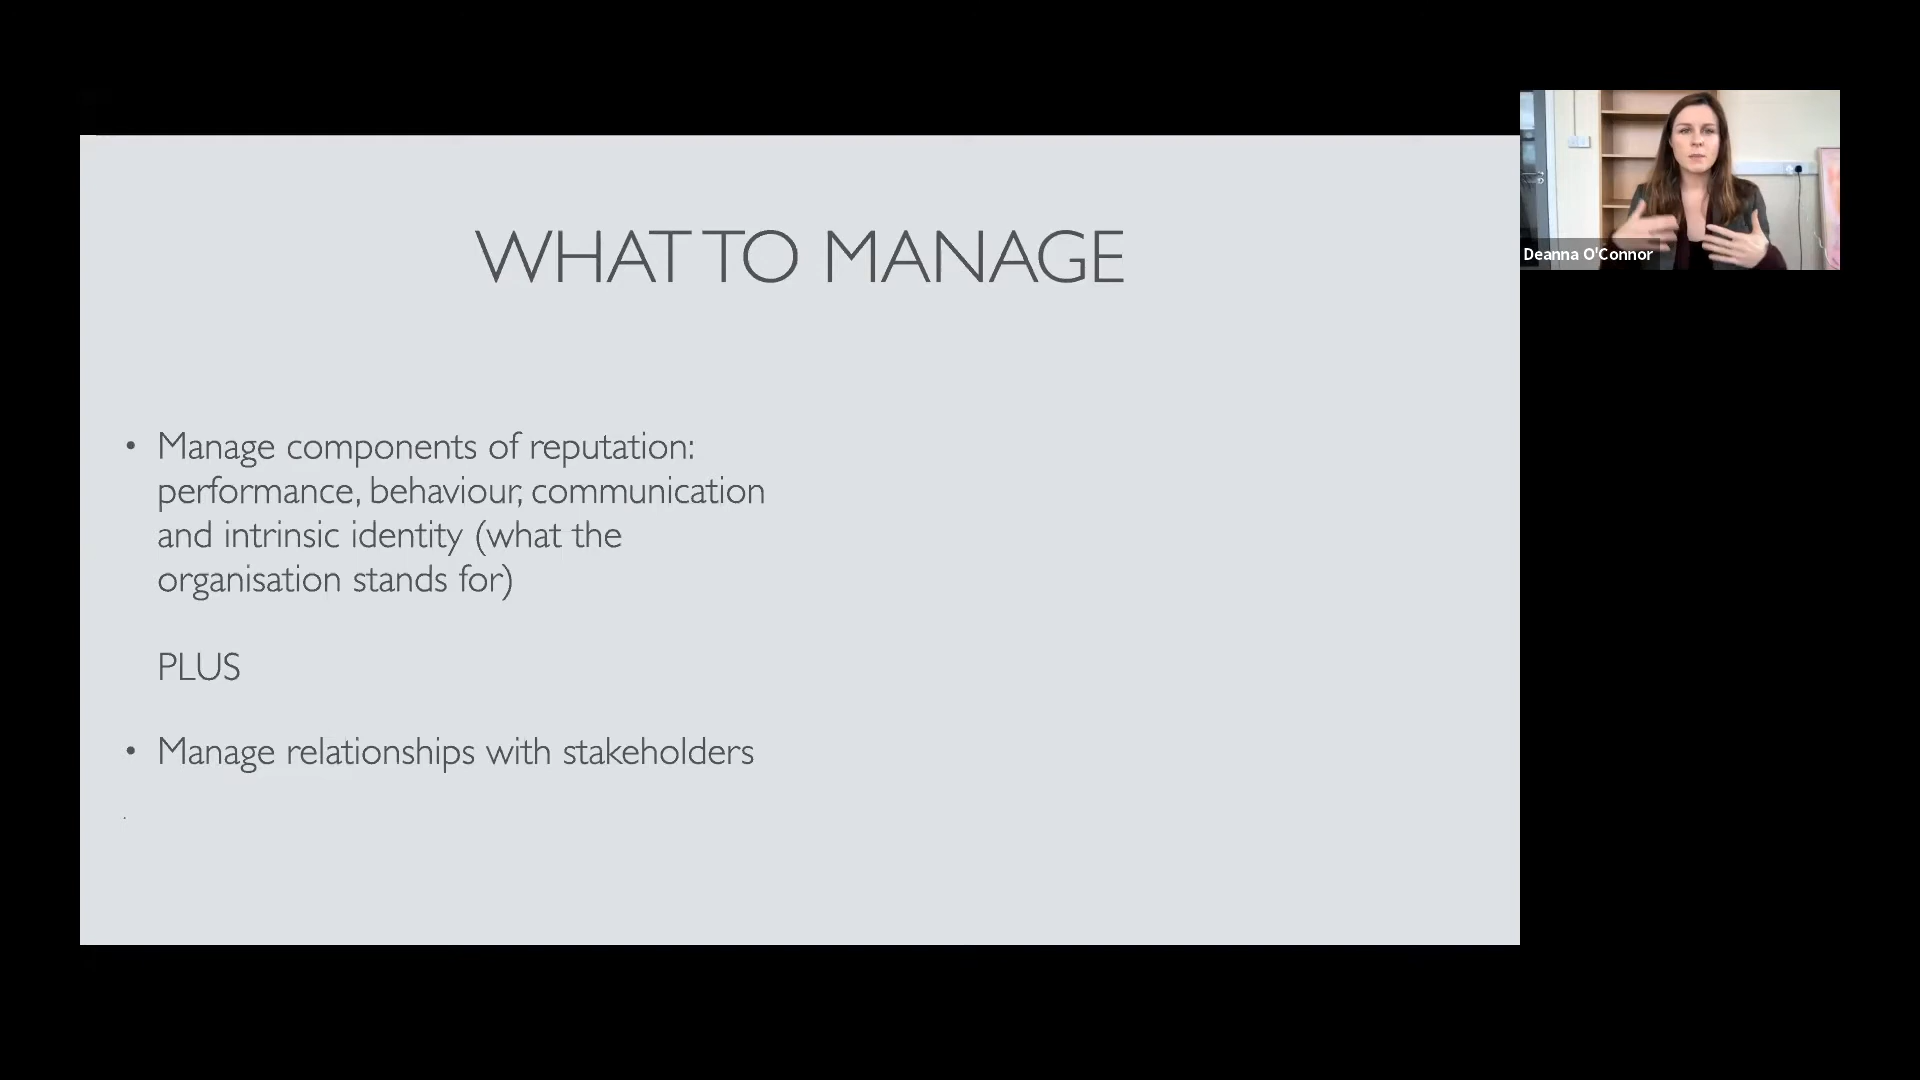 WHAT TO MANAGE
• Manage components of reputation:
performance, behaviour, communication
and intrinsic identity (what the
organisation stands for)
PLUS
• Manage relationships with stakeholders
Deanna O'Connor